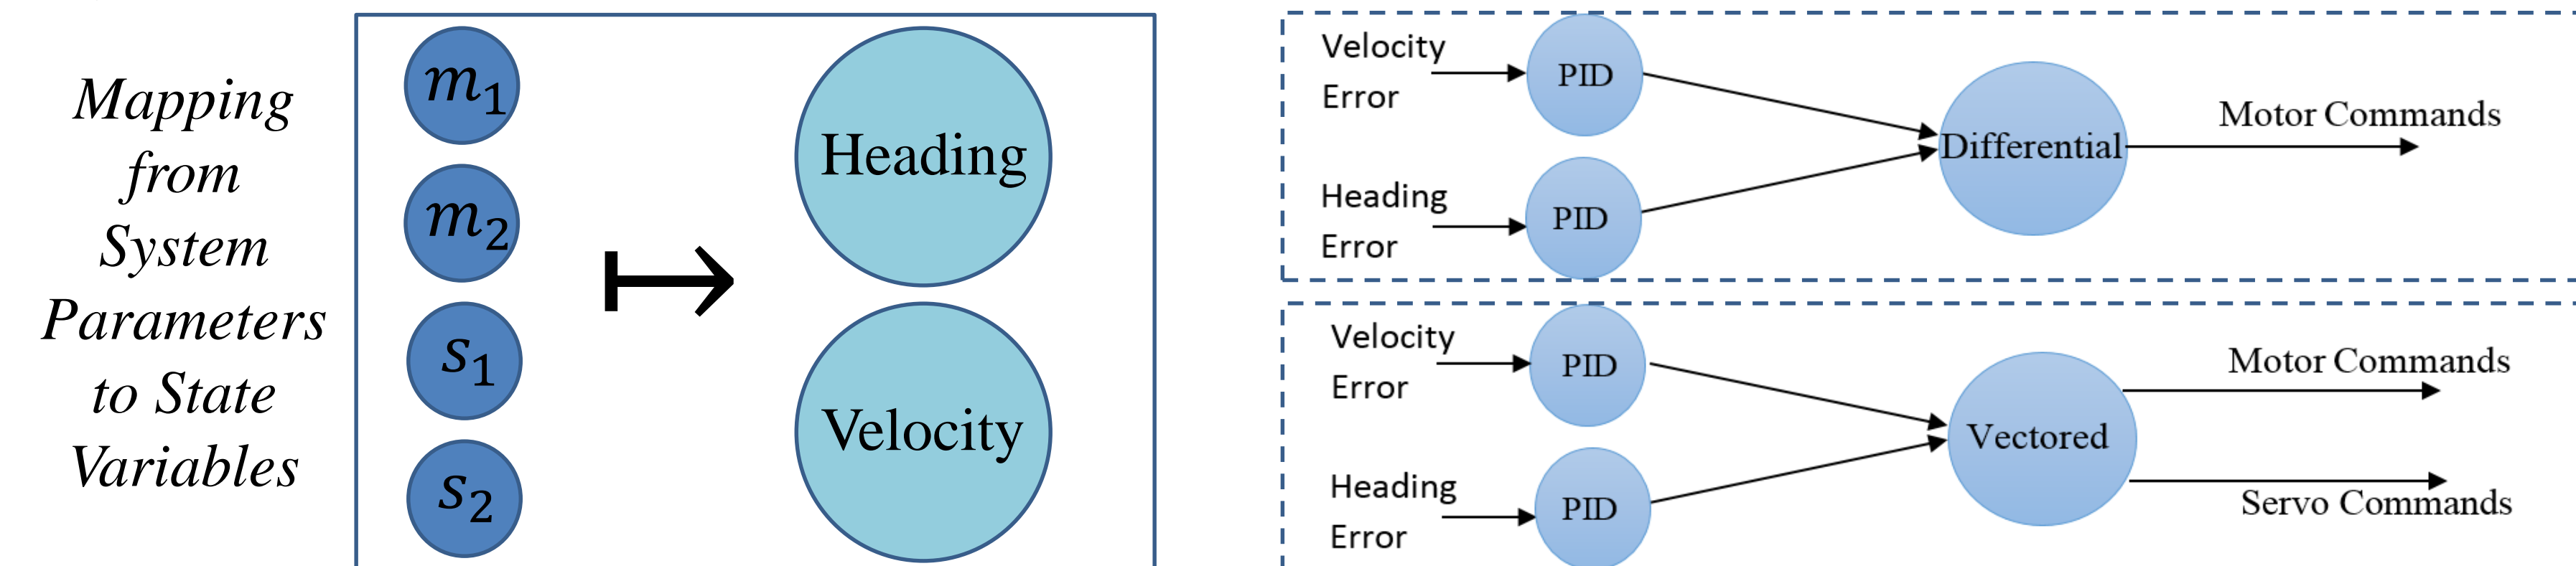 Mapping
from
System
Parameters
to State
Variables
m1
m2
s1
s2
Heading
Velocity
Velocity
Error
PID
Heading
Error
PID
Differential
Motor Commands
Velocity
Error
PID
Heading
Error
PID
Vectored
Motor Commands
Servo Commands